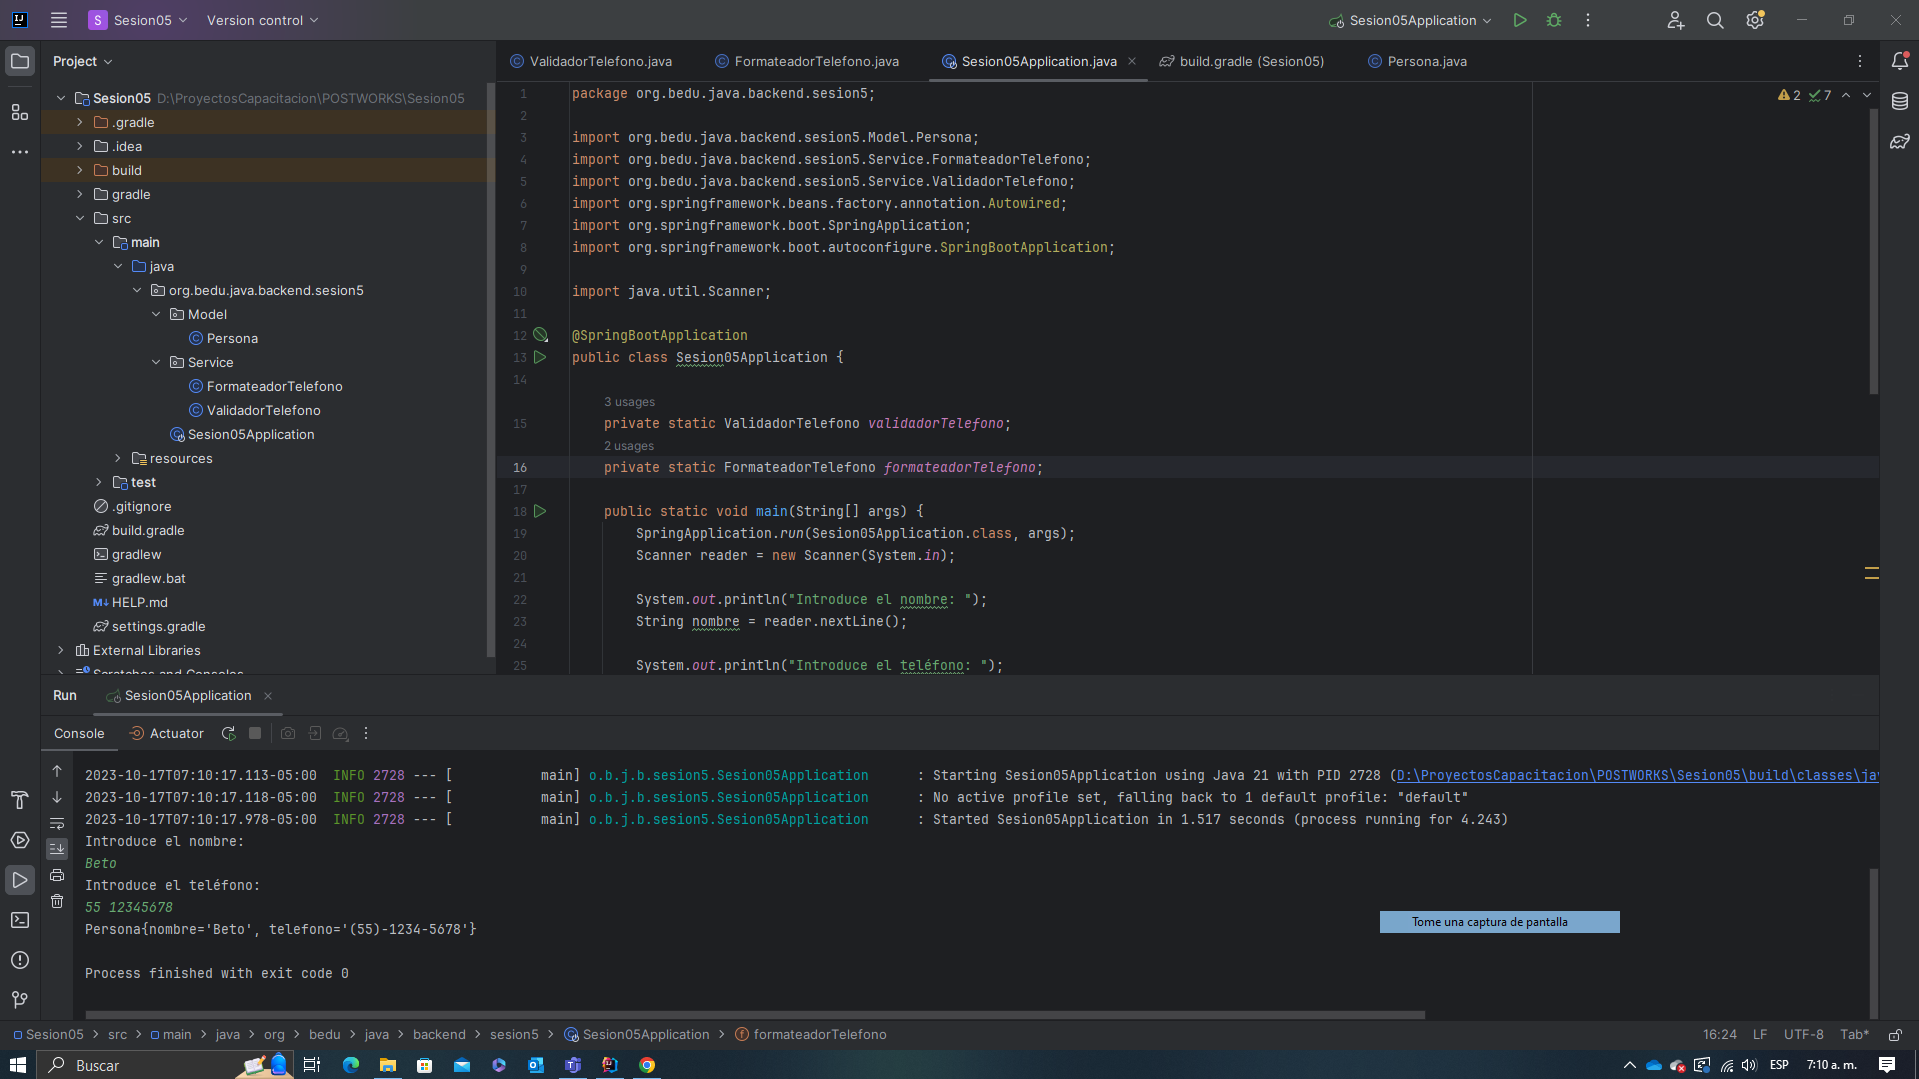 S Sesion05 Version control Sesion05Application
Project
ValidadorTelefono.java FormateadorTelefono.java Sesion05Application.java build.gradle (Sesion05) Persona.java
Sesion05 D:\ProyectosCapacitacion\POSTWORKS\Sesion05
.gradle
.idea
build
gradle
src
main
java
org.bedu.java.backend.sesion5
Model
Persona
Service
FormateadorTelefono
ValidadorTelefono
Sesion05Application
resources
test
.gitignore
build.gradle
gradlew
gradlew.bat
HELP.md
settings.gradle
External Libraries
Scratches and Consoles
2 7
1 package org.bedu.java.backend.sesion5;
2
3 import org.bedu.java.backend.sesion5.Model.Persona;
4 import org.bedu.java.backend.sesion5.Service.FormateadorTelefono;
5 import org.bedu.java.backend.sesion5.Service.ValidadorTelefono;
6 import org.springframework.beans.factory.annotation.Autowired;
7 import org.springframework.boot.SpringApplication;
8 import org.springframework.boot.autoconfigure.SpringBootApplication;
9
10 import java.util.Scanner;
11
12 @SpringBootApplication
13 public class Sesion05Application {
14
3 usages
15 private static ValidadorTelefono validadorTelefono;
2 usages
16 private static FormateadorTelefono formateadorTelefono;
17
18 public static void main(String[] args) {
19 SpringApplication.run(Sesion05Application.class, args);
20 Scanner reader = new Scanner(System.in);
21
22 System.out.println("Introduce el nombre: ");
23 String nombre = reader.nextLine();
24
25 System.out.println("Introduce el teléfono: ");
Run Sesion05Application
Console Actuator
2023-10-17T07:10:17.113-05:00 INFO 2728 --- [ main] o.b.j.b.sesion5.Sesion05Application : Starting Sesion05Application using Java 21 with PID 2728 (D:\ProyectosCapacitacion\POSTWORKS\Sesion05\build\classes\jav
2023-10-17T07:10:17.118-05:00 INFO 2728 --- [ main] o.b.j.b.sesion5.Sesion05Application : No active profile set, falling back to 1 default profile: "default"
2023-10-17T07:10:17.978-05:00 INFO 2728 --- [ main] o.b.j.b.sesion5.Sesion05Application : Started Sesion05Application in 1.517 seconds (process running for 4.243)
Introduce el nombre:
Beto
Introduce el teléfono:
55 12345678
Persona{nombre='Beto', telefono='(55)-1234-5678'}
Process finished with exit code 0
Tome una captura de pantalla
Sesion05 > src > main > java > org > bedu > java > backend > sesion5 > Sesion05Application > formateadorTelefono
16:24 LF UTF-8 Tab*
Buscar
ESP 7:10 a. m.